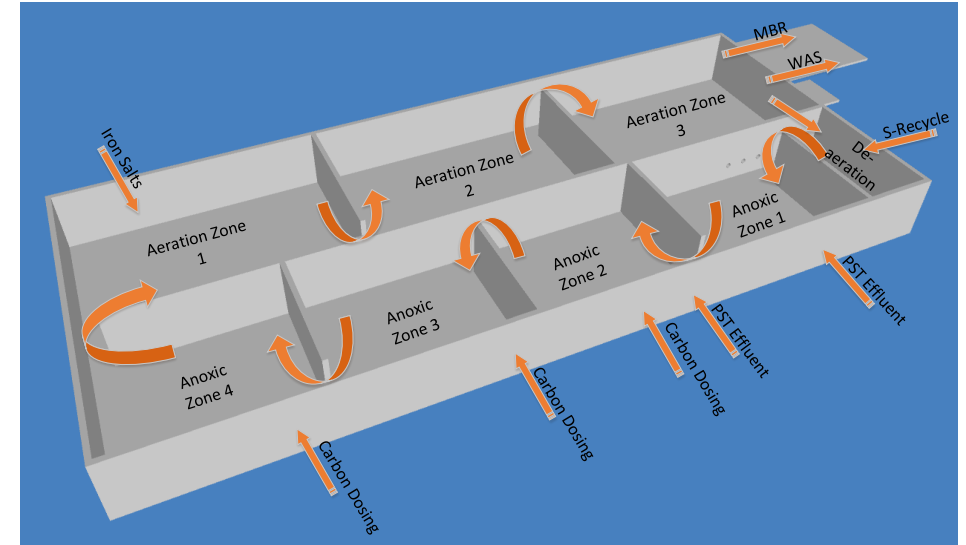 MBR
WAS
S-Recycle
De-
aeration
Iron Salts
Aeration Zone
1
Aeration Zone
2
Aeration Zone
3
Anoxic
Zone 1
Anoxic
Zone 2
Anoxic
Zone 3
Anoxic
Zone 4
PST Effluent
PST Effluent
Carbon Dosing
Carbon Dosing
Carbon Dosing